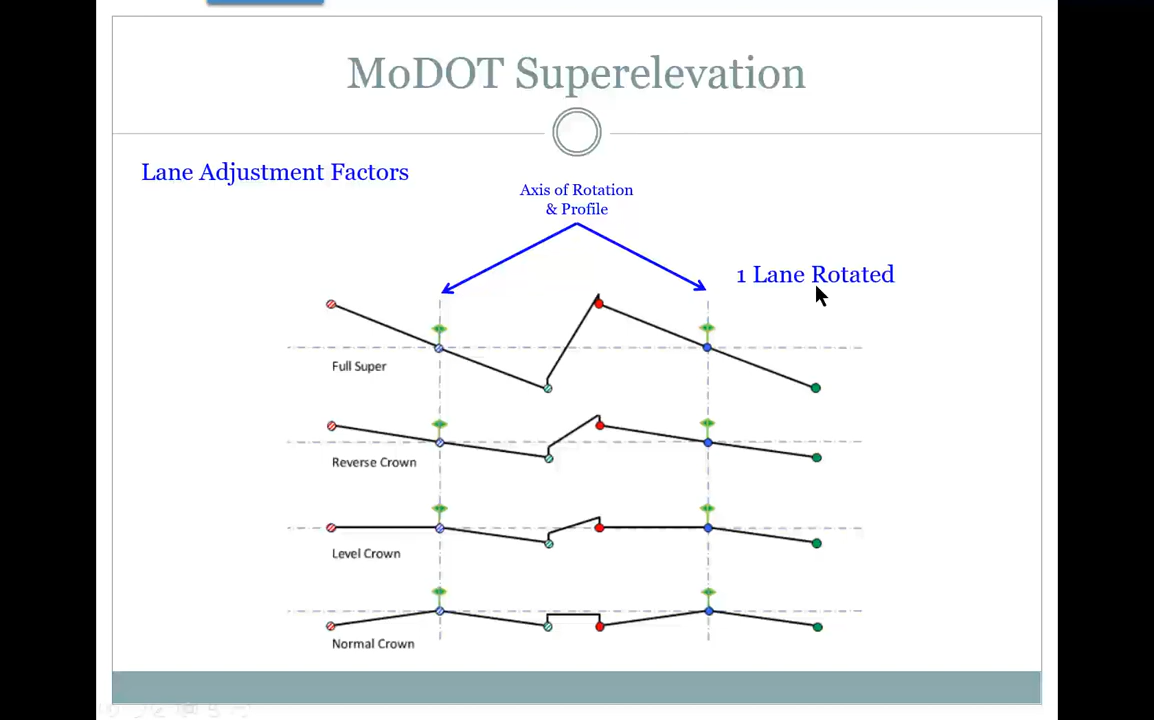 MoDOT Superelevation
Lane Adjustment Factors
Axis of Rotation
& Profile
1 Lane Rotated
Full Super
Reverse Crown
Level Crown
Normal Crown